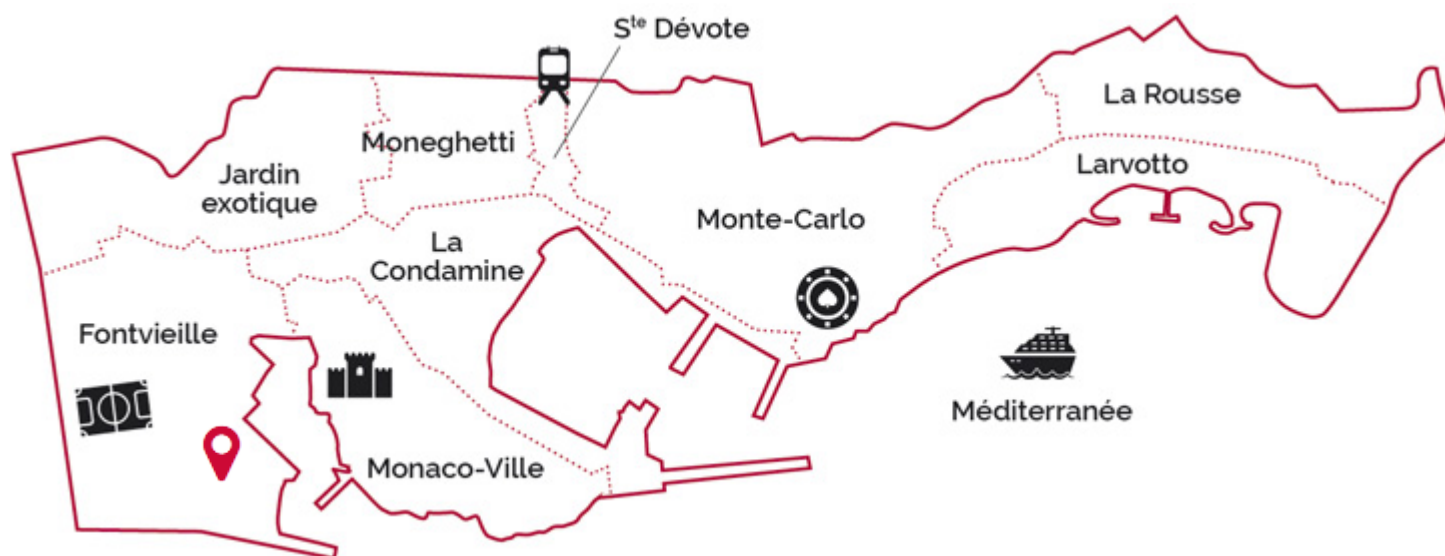 Sᵗᵉ Dévote
La Rousse
Moneghetti
Larvotto
Jardin
exotique
Monte-Carlo
La
Condamine
Fontvieille
Méditerranée
Monaco-Ville